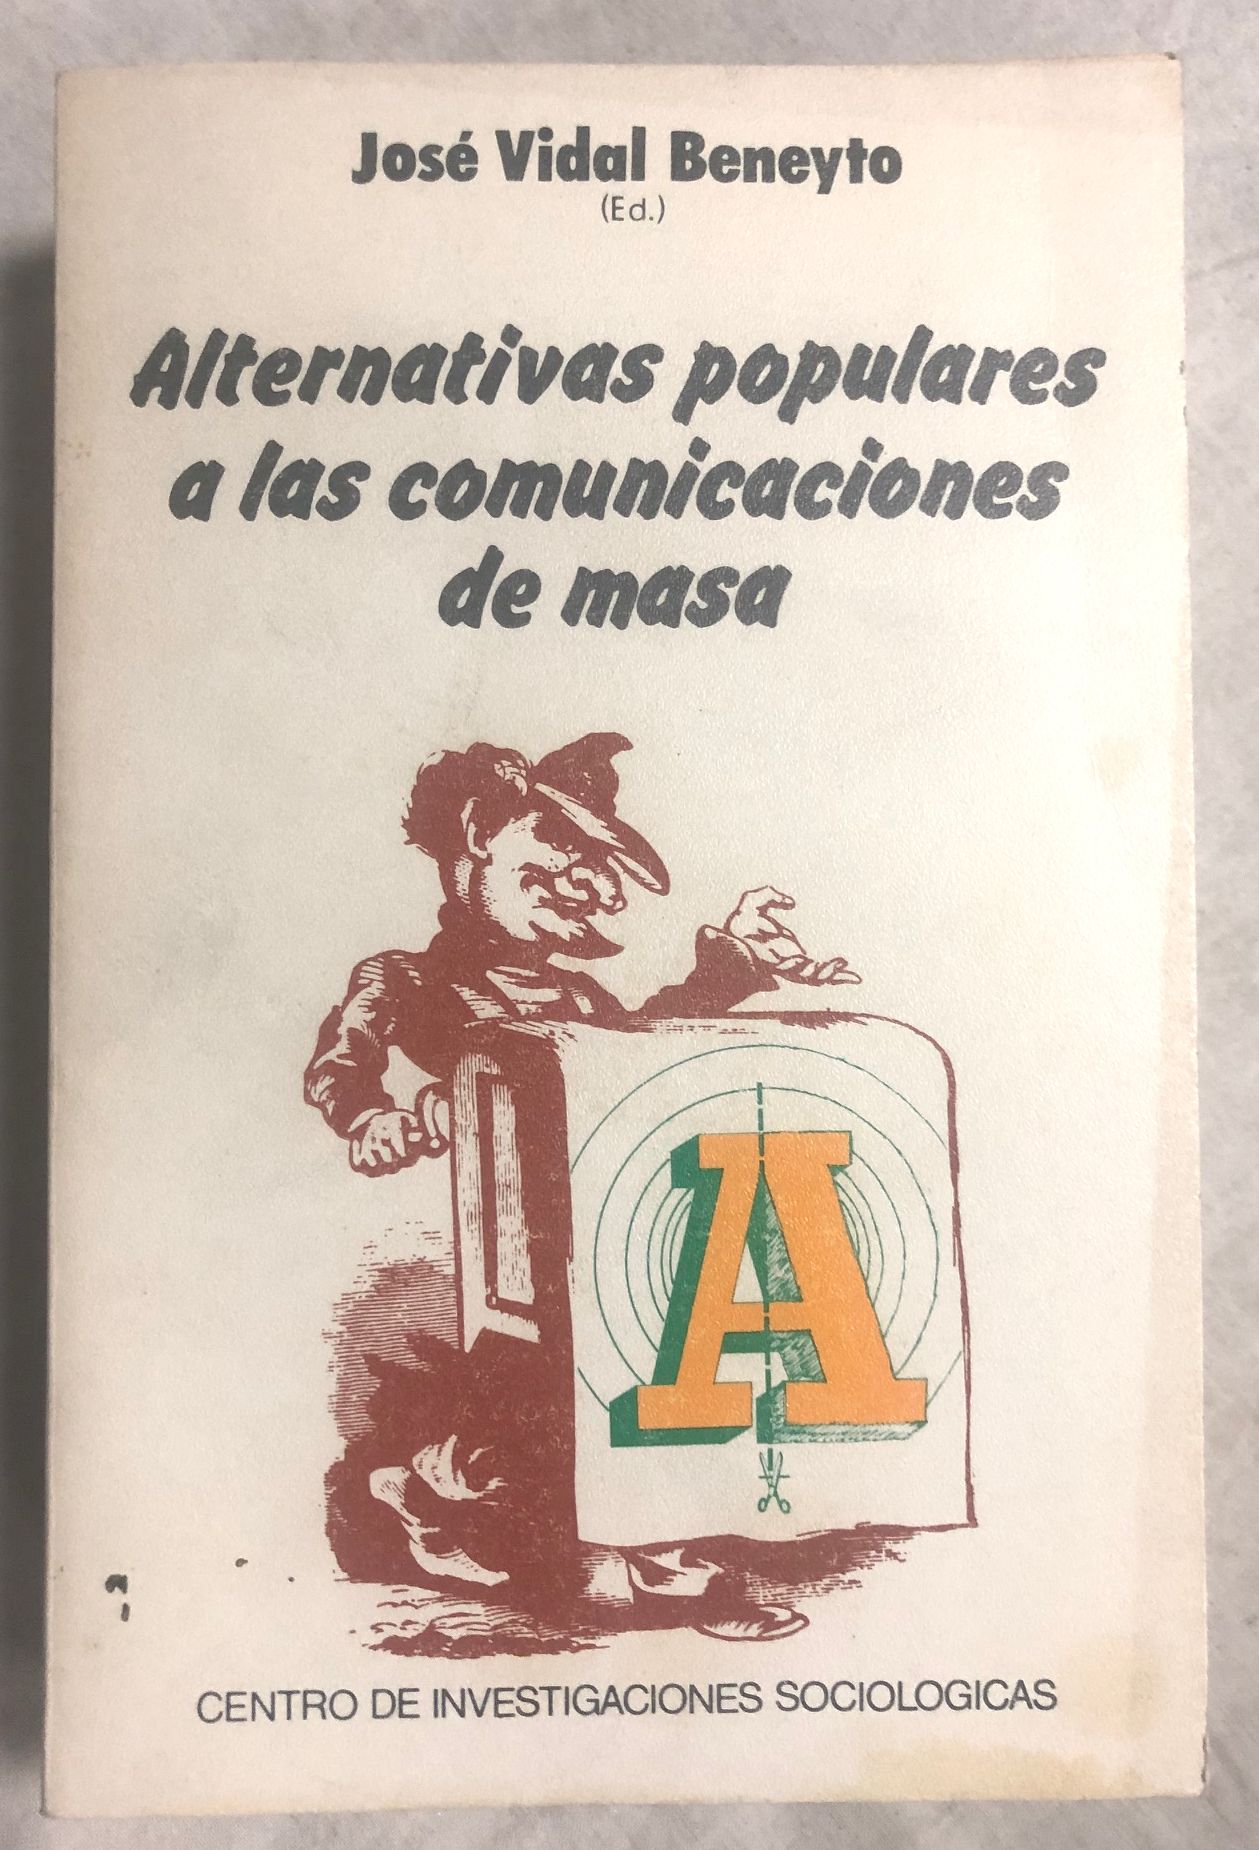 José Vidal Beneyto
(Ed.)
Alternativas populares
a las comunicaciones
de masa
A
CENTRO DE INVESTIGACIONES SOCIOLOGICAS